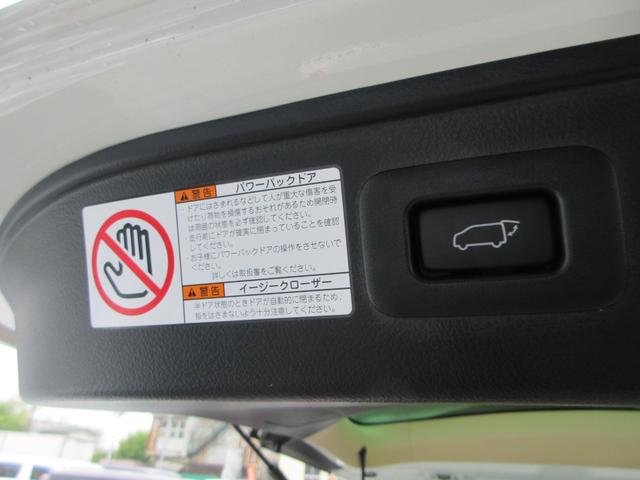 警告 パワーバックドア
・ドアにはさまれるなどして人が重大な傷害を受
けたり荷物を損傷するおそれがあるため開閉時
は周囲の状態を必ず確認してください。
・走行前にドアが確実に閉まっていることを確認
してください。
・お子様にパワーバックドアの操作をさせないで
ください。
詳しくは取扱書をご覧ください。
警告 イージークローザー
※ドア状態のときドアが自動的に閉まるため、
指をはさまないよう十分注意してください。